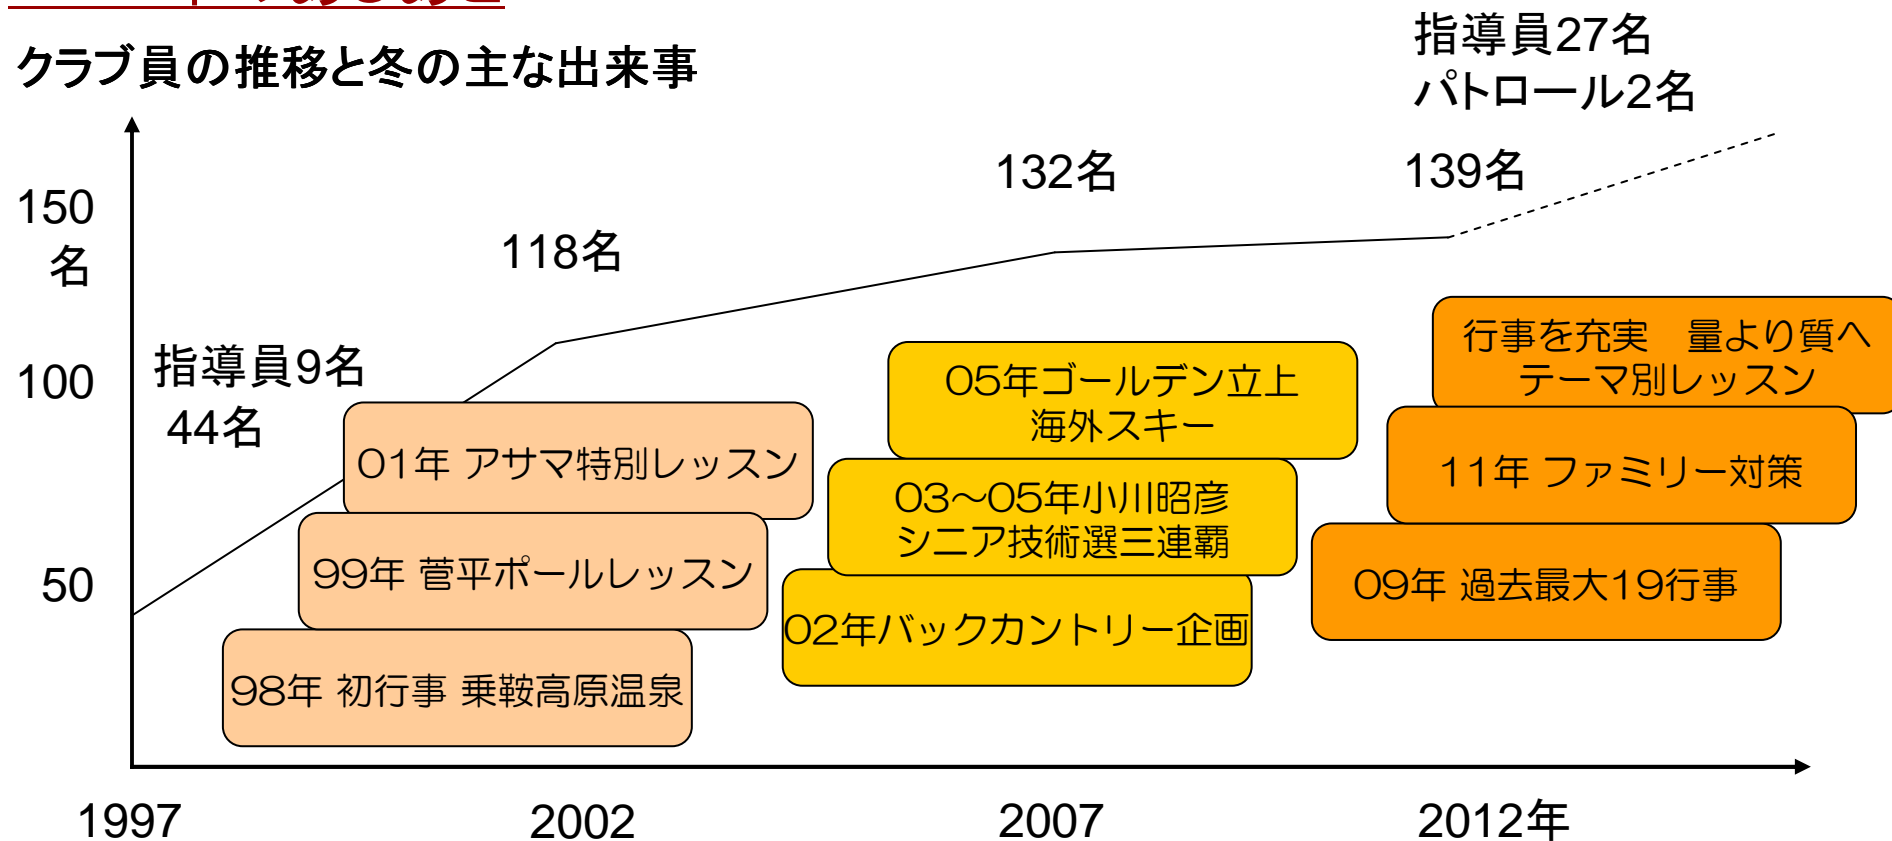 クラブ員の推移と冬の主な出来事
指導員27名
パトロール2名
150
名
100
50
指導員9名
44名
118名
132名
139名
01年 アサマ特別レッスン
99年 菅平ポールレッスン
98年 初行事 乗鞍高原温泉
05年ゴールデン立上
海外スキー
03～05年小川昭彦
シニア技術選三連覇
02年バックカントリー企画
行事を充実　量より質へ
テーマ別レッスン
11年 ファミリー対策
09年 過去最大19行事
1997
2002
2007
2012年